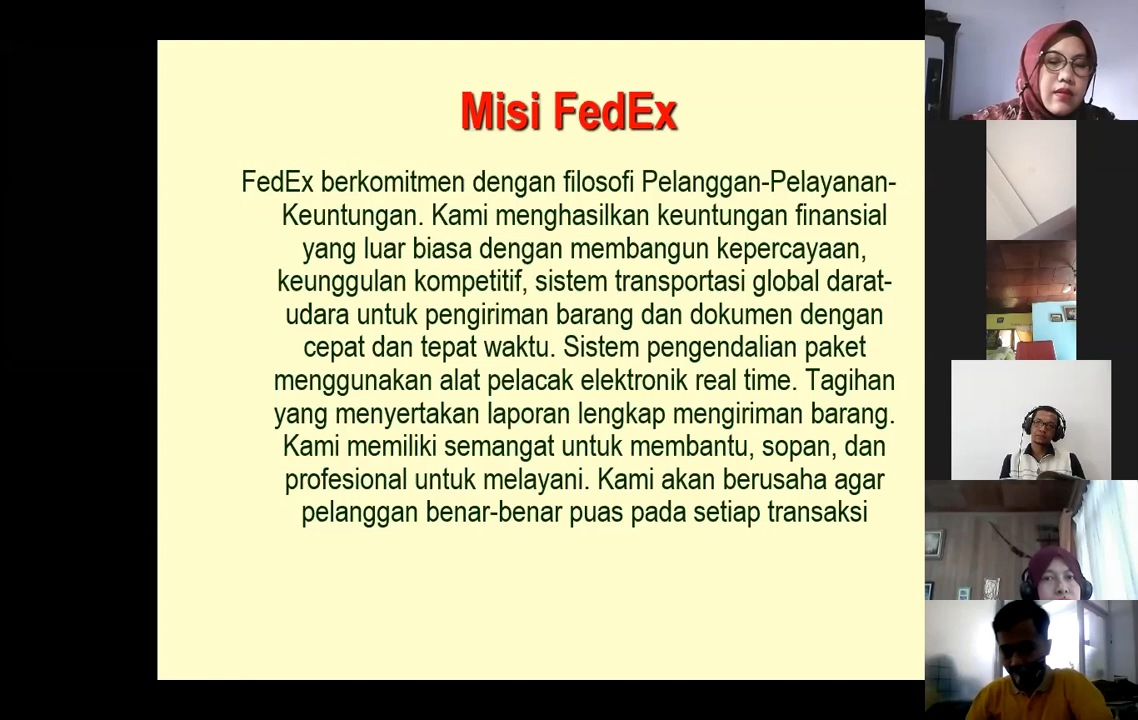 Misi FedEx
FedEx berkomitmen dengan filosofi Pelanggan-Pelayanan-
Keuntungan. Kami menghasilkan keuntungan finansial
yang luar biasa dengan membangun kepercayaan,
keunggulan kompetitif, sistem transportasi global darat-
udara untuk pengiriman barang dan dokumen dengan
cepat dan tepat waktu. Sistem pengendalian paket
menggunakan alat pelacak elektronik real time. Tagihan
yang menyertakan laporan lengkap mengiriman barang.
Kami memiliki semangat untuk membantu, sopan, dan
profesional untuk melayani. Kami akan berusaha agar
pelanggan benar-benar puas pada setiap transaksi